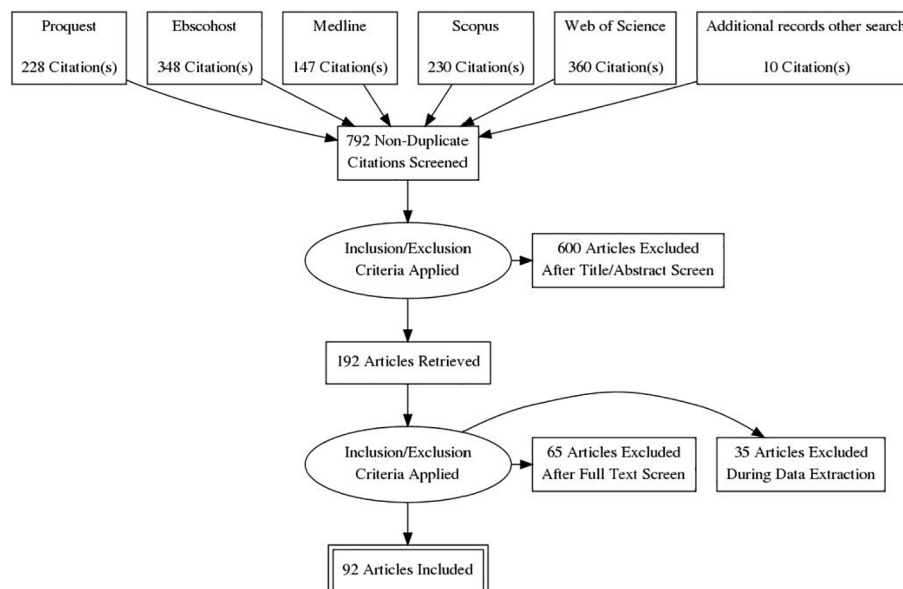 Proquest
228 Citation(s)
Ebscohost
348 Citation(s)
Medline
147 Citation(s)
Scopus
230 Citation(s)
Web of Science
360 Citation(s)
Additional records other search
10 Citation(s)
792 Non-Duplicate
Citations Screened
Inclusion/Exclusion
Criteria Applied
600 Articles Excluded
After Title/Abstract Screen
192 Articles Retrieved
Inclusion/Exclusion
Criteria Applied
65 Articles Excluded
After Full Text Screen
35 Articles Excluded
During Data Extraction
92 Articles Included